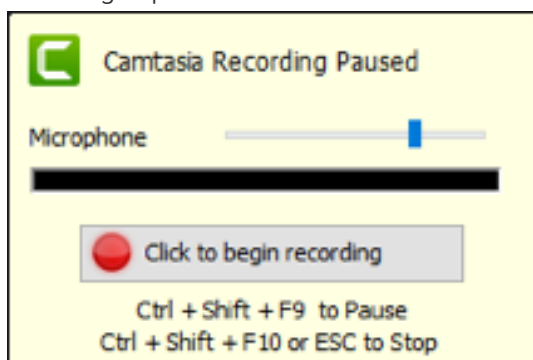 Camtasia Recording Paused
Microphone
Click to begin recording
Ctrl + Shift + F9 to Pause
Ctrl + Shift + F10 or ESC to Stop